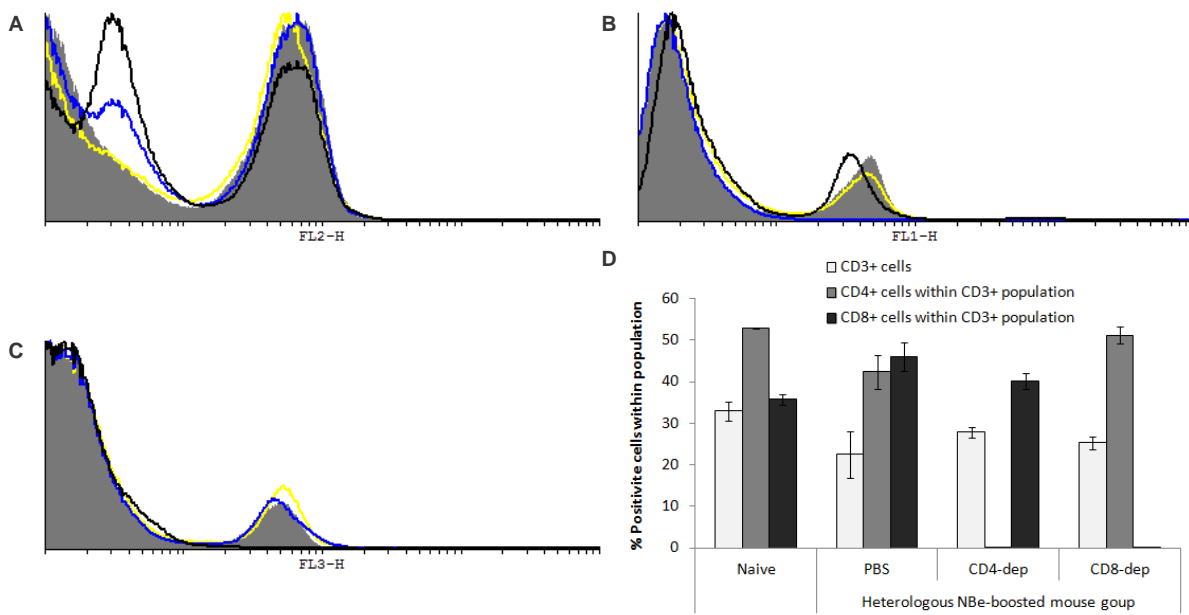 A
FL2-H
B
FL1-H
C
FL3-H
D
CD3+ cells
CD4+ cells within CD3+ population
CD8+ cells within CD3+ population
% Positivite cells within population
60
50
40
30
20
10
0
Naive
PBS
CD4-dep
CD8-dep
Heterologous NBe-boosted mouse goup